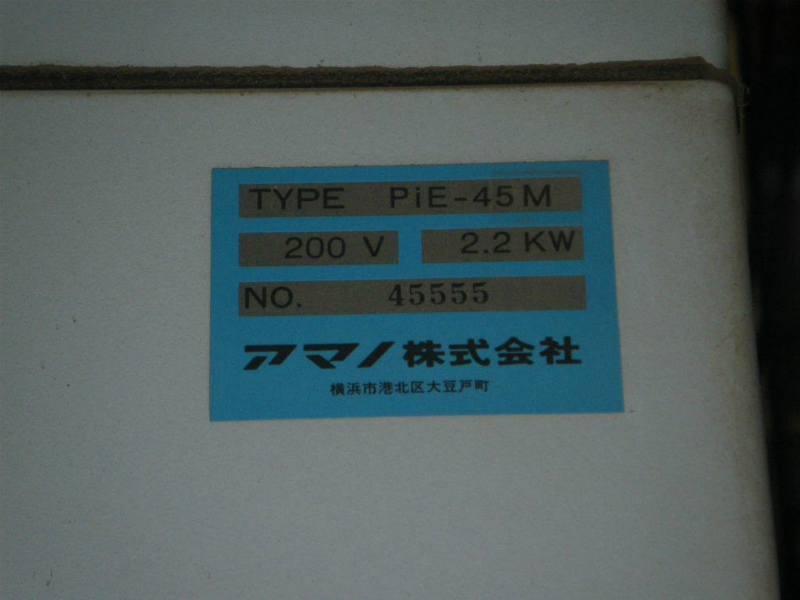 TYPE PiE-45M
200 V 2.2 KW
NO. 45555
アマノ株式会社
横浜市港北区大豆戸町